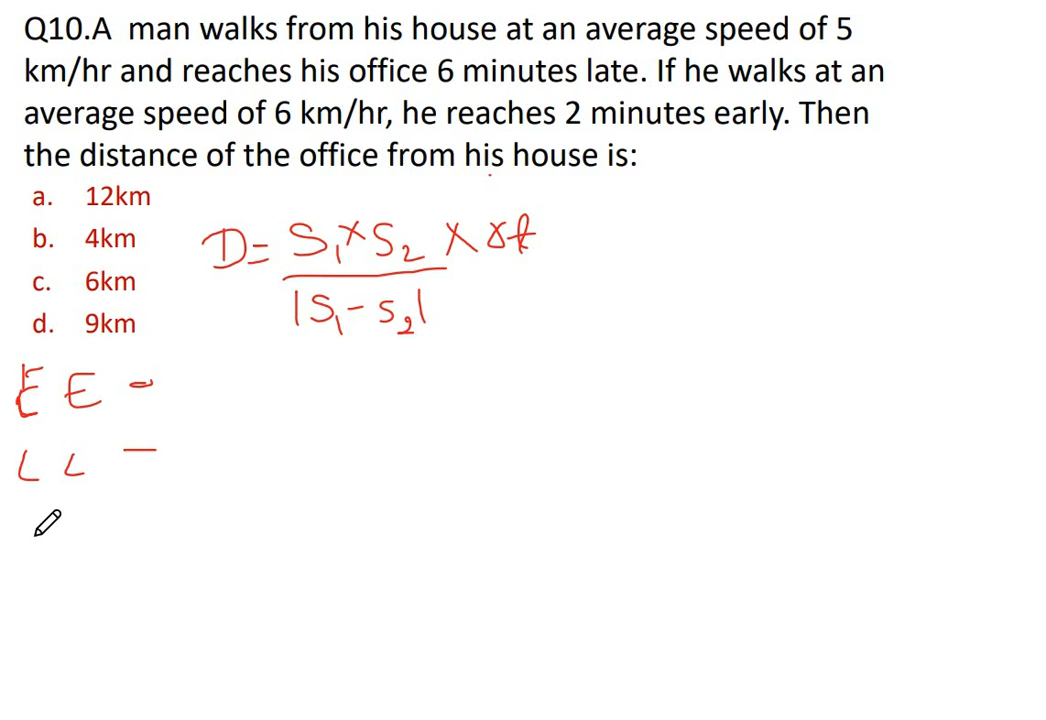 Q10.A man walks from his house at an average speed of 5
km/hr and reaches his office 6 minutes late. If he walks at an
average speed of 6 km/hr, he reaches 2 minutes early. Then
the distance of the office from his house is:
a. 12km
b. 4km
c. 6km
d. 9km
D= S₁×S₂ × Δt
|S₁-S₂|
E E -
L L -